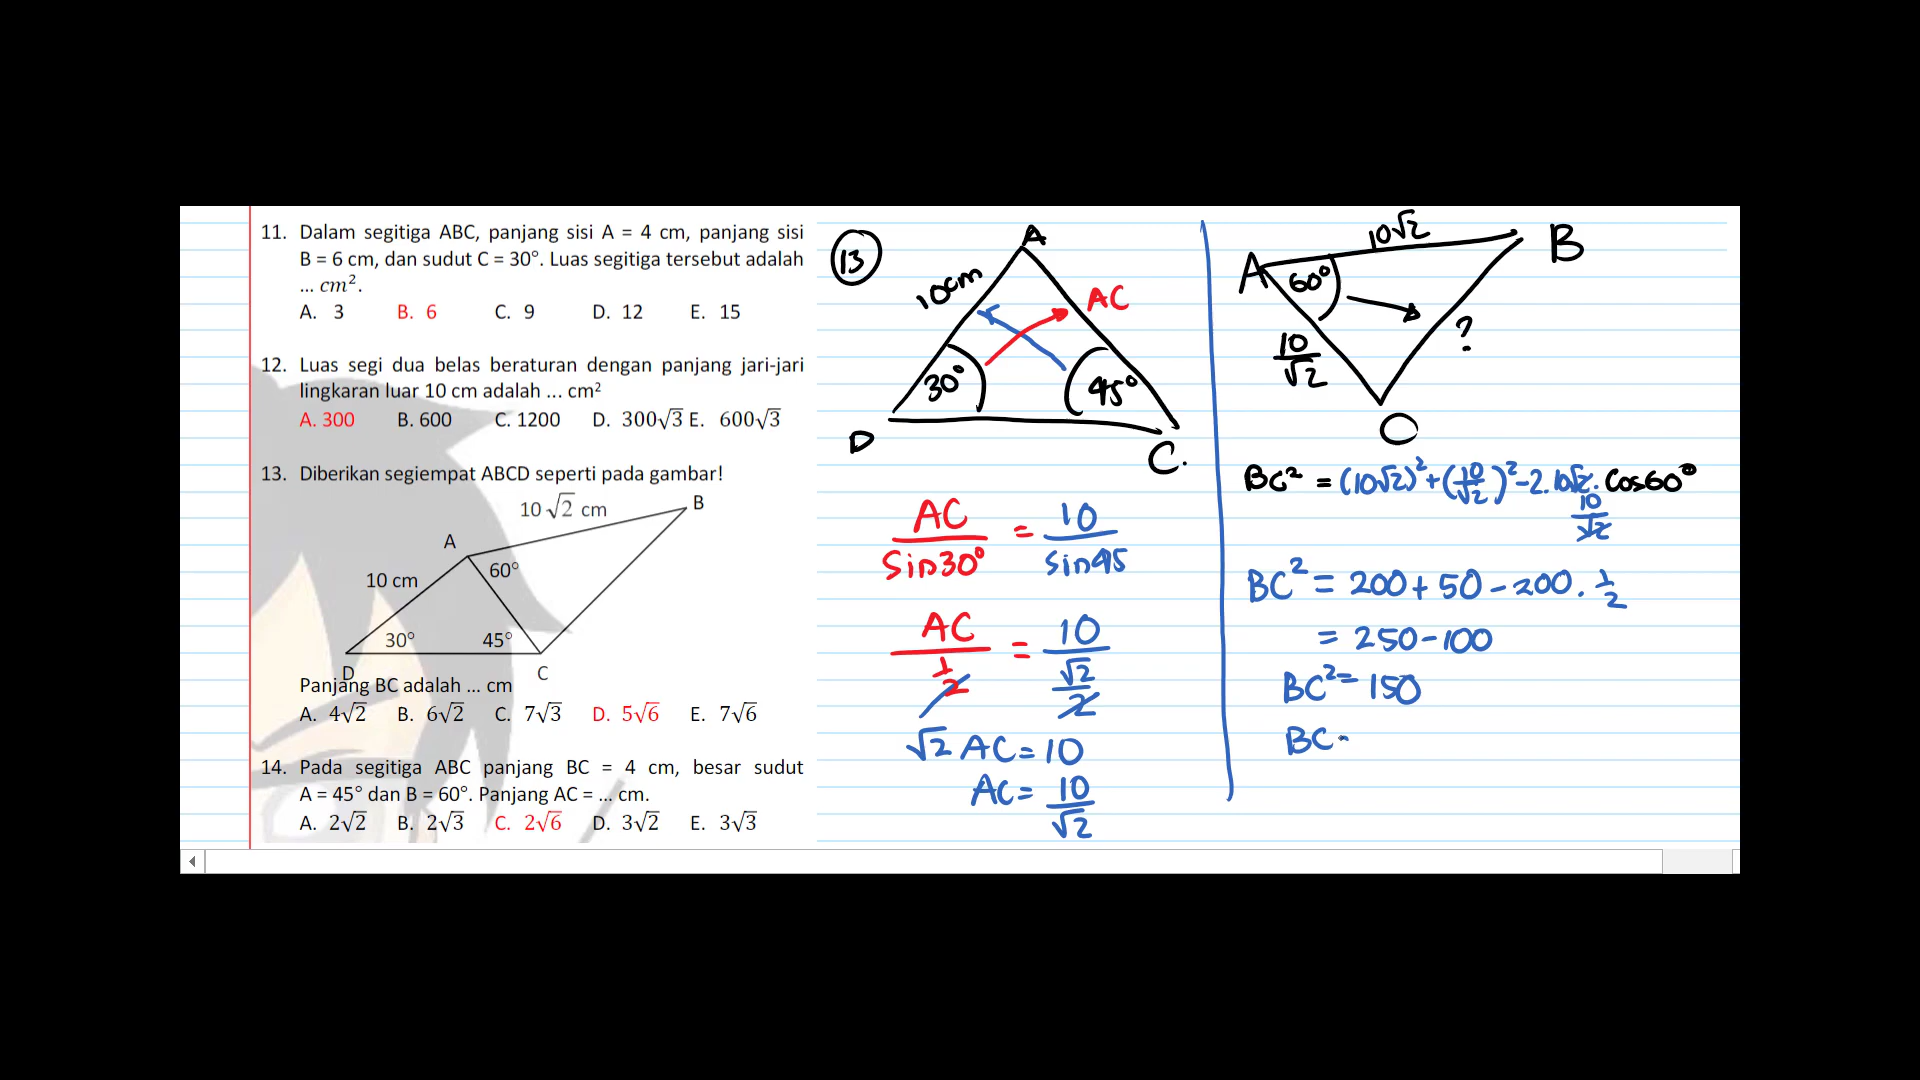 11. Dalam segitiga ABC, panjang sisi A = 4 cm, panjang sisi
B = 6 cm, dan sudut C = 30°. Luas segitiga tersebut adalah
... cm².
A. 3 B. 6 C. 9 D. 12 E. 15
12. Luas segi dua belas beraturan dengan panjang jari-jari
lingkaran luar 10 cm adalah ... cm²
A. 300 B. 600 C. 1200 D. 300√3 E. 600√3
13. Diberikan segiempat ABCD seperti pada gambar!
10√2 cm
B
A
60°
10 cm
30°
45°
D
C
Panjang BC adalah ... cm
A. 4√2 B. 6√2 C. 7√3 D. 5√6 E. 7√6
14. Pada segitiga ABC panjang BC = 4 cm, besar sudut
A = 45° dan B = 60°. Panjang AC = ... cm.
A. 2√2 B. 2√3 C. 2√6 D. 3√2 E. 3√3
13
A
10cm
AC
30°
45°
D
C.
AC/Sin30° = 10/Sin45
AC/(1/2) = 10/(√2/2)
√2 AC = 10
AC = 10/√2
10√2
B
A
60°
10/√2
?
C
BC² = (10√2)² + (10/√2)² - 2.10√2. 10/√2 . Cos60°
BC² = 200 + 50 - 200 . 1/2
= 250 - 100
BC² = 150
BC -